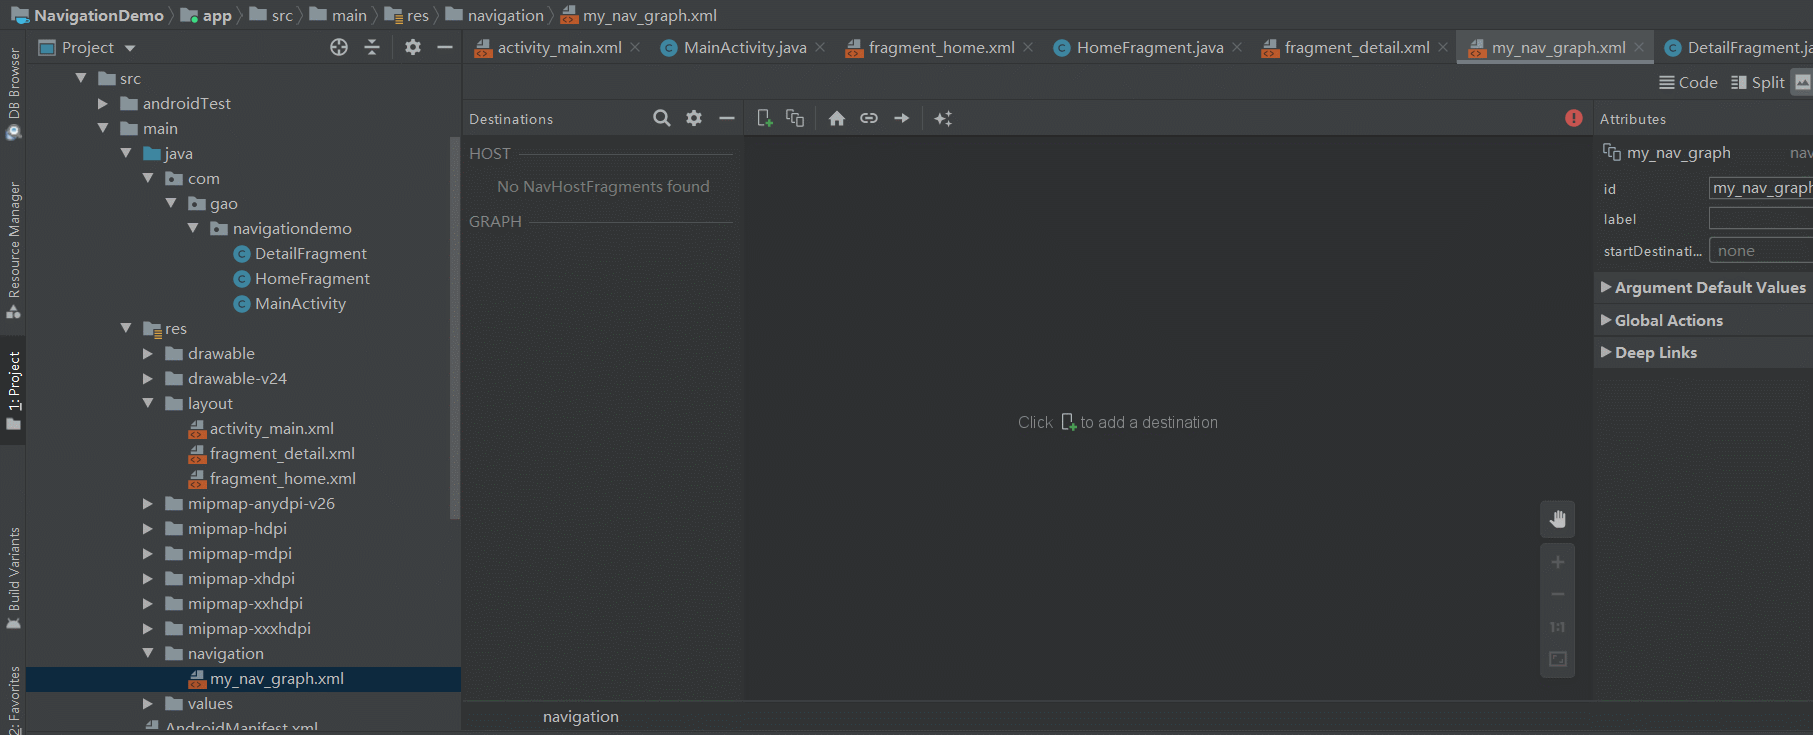 NavigationDemo app src main res navigation my_nav_graph.xml
Project
activity_main.xml MainActivity.java fragment_home.xml HomeFragment.java fragment_detail.xml my_nav_graph.xml DetailFragment.ja
Code Split
DB Browser
Resource Manager
1: Project
Build Variants
2: Favorites
src
androidTest
main
java
com
gao
navigationdemo
DetailFragment
HomeFragment
MainActivity
res
drawable
drawable-v24
layout
activity_main.xml
fragment_detail.xml
fragment_home.xml
mipmap-anydpi-v26
mipmap-hdpi
mipmap-mdpi
mipmap-xhdpi
mipmap-xxhdpi
mipmap-xxxhdpi
navigation
my_nav_graph.xml
values
AndroidManifest.xml
Destinations
HOST
No NavHostFragments found
GRAPH
Click to add a destination
1:1
navigation
Attributes
my_nav_graph nav
id my_nav_graph
label
startDestinati... none
Argument Default Values
Global Actions
Deep Links